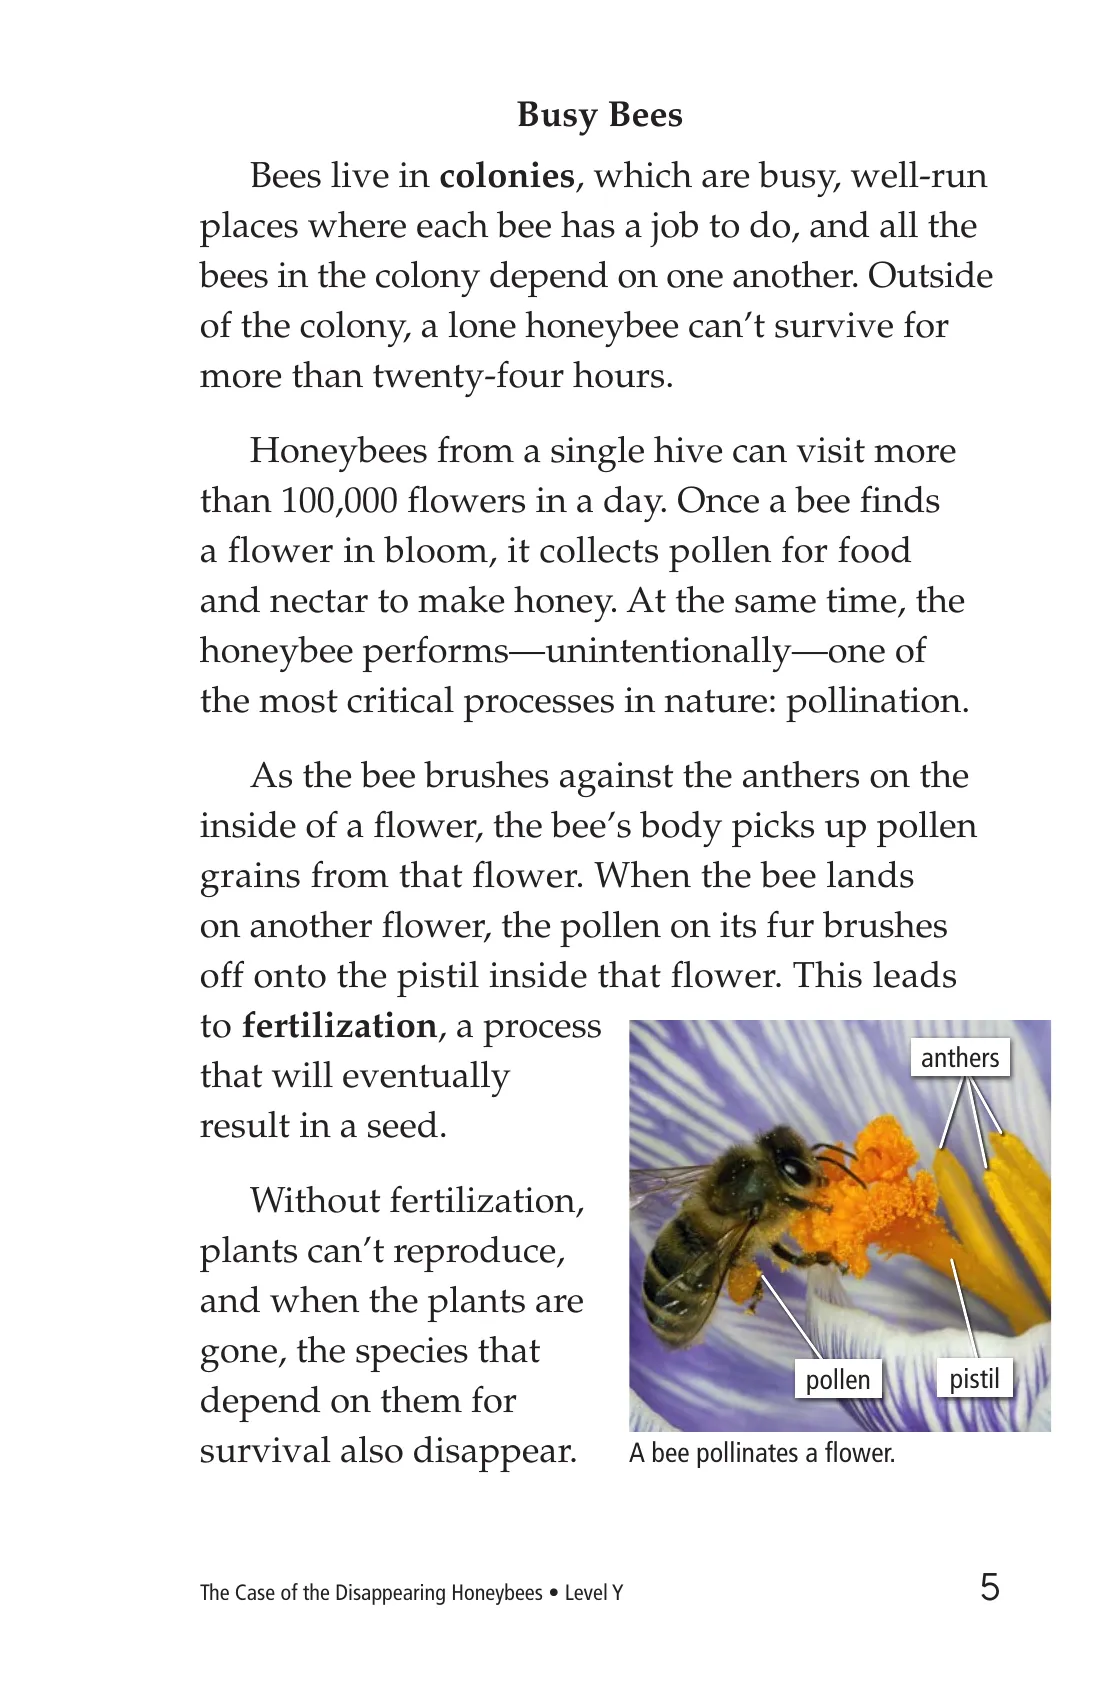 Busy Bees
Bees live in colonies, which are busy, well-run
places where each bee has a job to do, and all the
bees in the colony depend on one another. Outside
of the colony, a lone honeybee can’t survive for
more than twenty-four hours.
Honeybees from a single hive can visit more
than 100,000 flowers in a day. Once a bee finds
a flower in bloom, it collects pollen for food
and nectar to make honey. At the same time, the
honeybee performs—unintentionally—one of
the most critical processes in nature: pollination.
As the bee brushes against the anthers on the
inside of a flower, the bee’s body picks up pollen
grains from that flower. When the bee lands
on another flower, the pollen on its fur brushes
off onto the pistil inside that flower. This leads
to fertilization, a process
that will eventually
result in a seed.
Without fertilization,
plants can’t reproduce,
and when the plants are
gone, the species that
depend on them for
survival also disappear.
anthers
pollen
pistil
A bee pollinates a flower.
The Case of the Disappearing Honeybees • Level Y
5